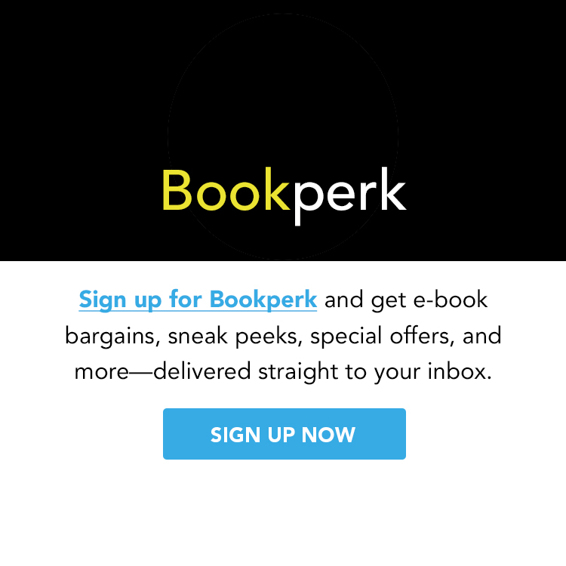 Bookperk
Sign up for Bookperk and get e-book
bargains, sneak peeks, special offers, and
more—delivered straight to your inbox.
SIGN UP NOW